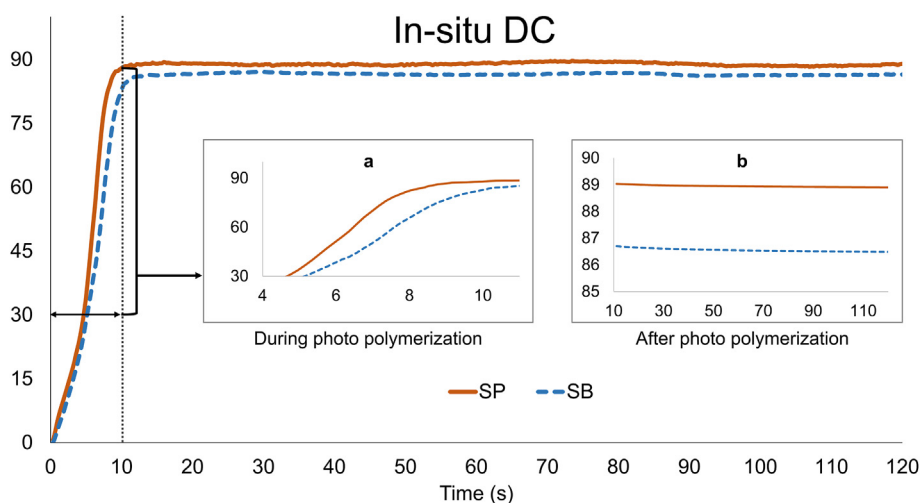 In-situ DC
90
75
60
45
30
15
0
a
90
60
30
4 6 8 10
During photo polymerization
b
90
89
88
87
86
85
10 30 50 70 90 110
After photo polymerization
SP SB
0 10 20 30 40 50 60 70 80 90 100 110 120
Time (s)